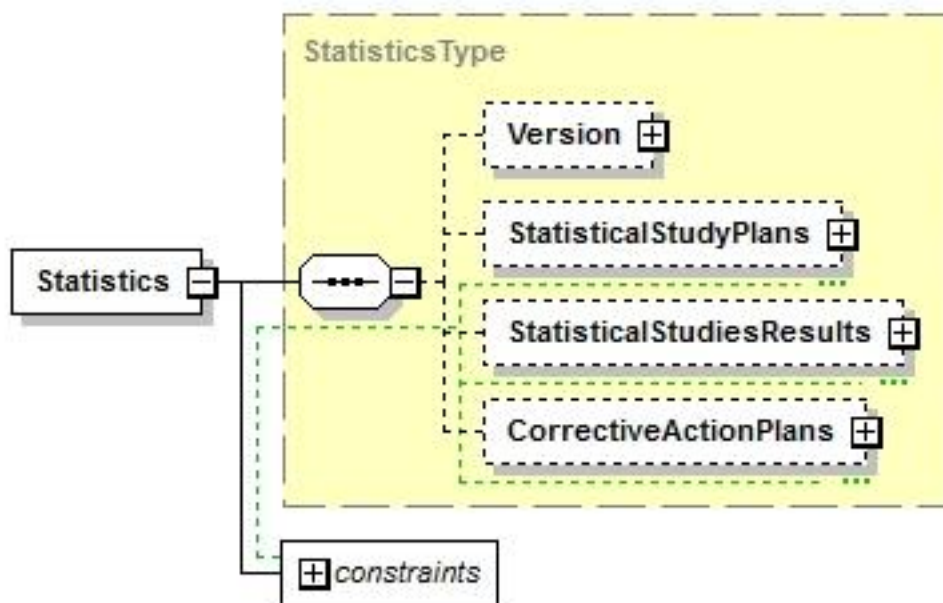 StatisticsType
Version
StatisticalStudyPlans
Statistics
StatisticalStudiesResults
CorrectiveActionPlans
constraints